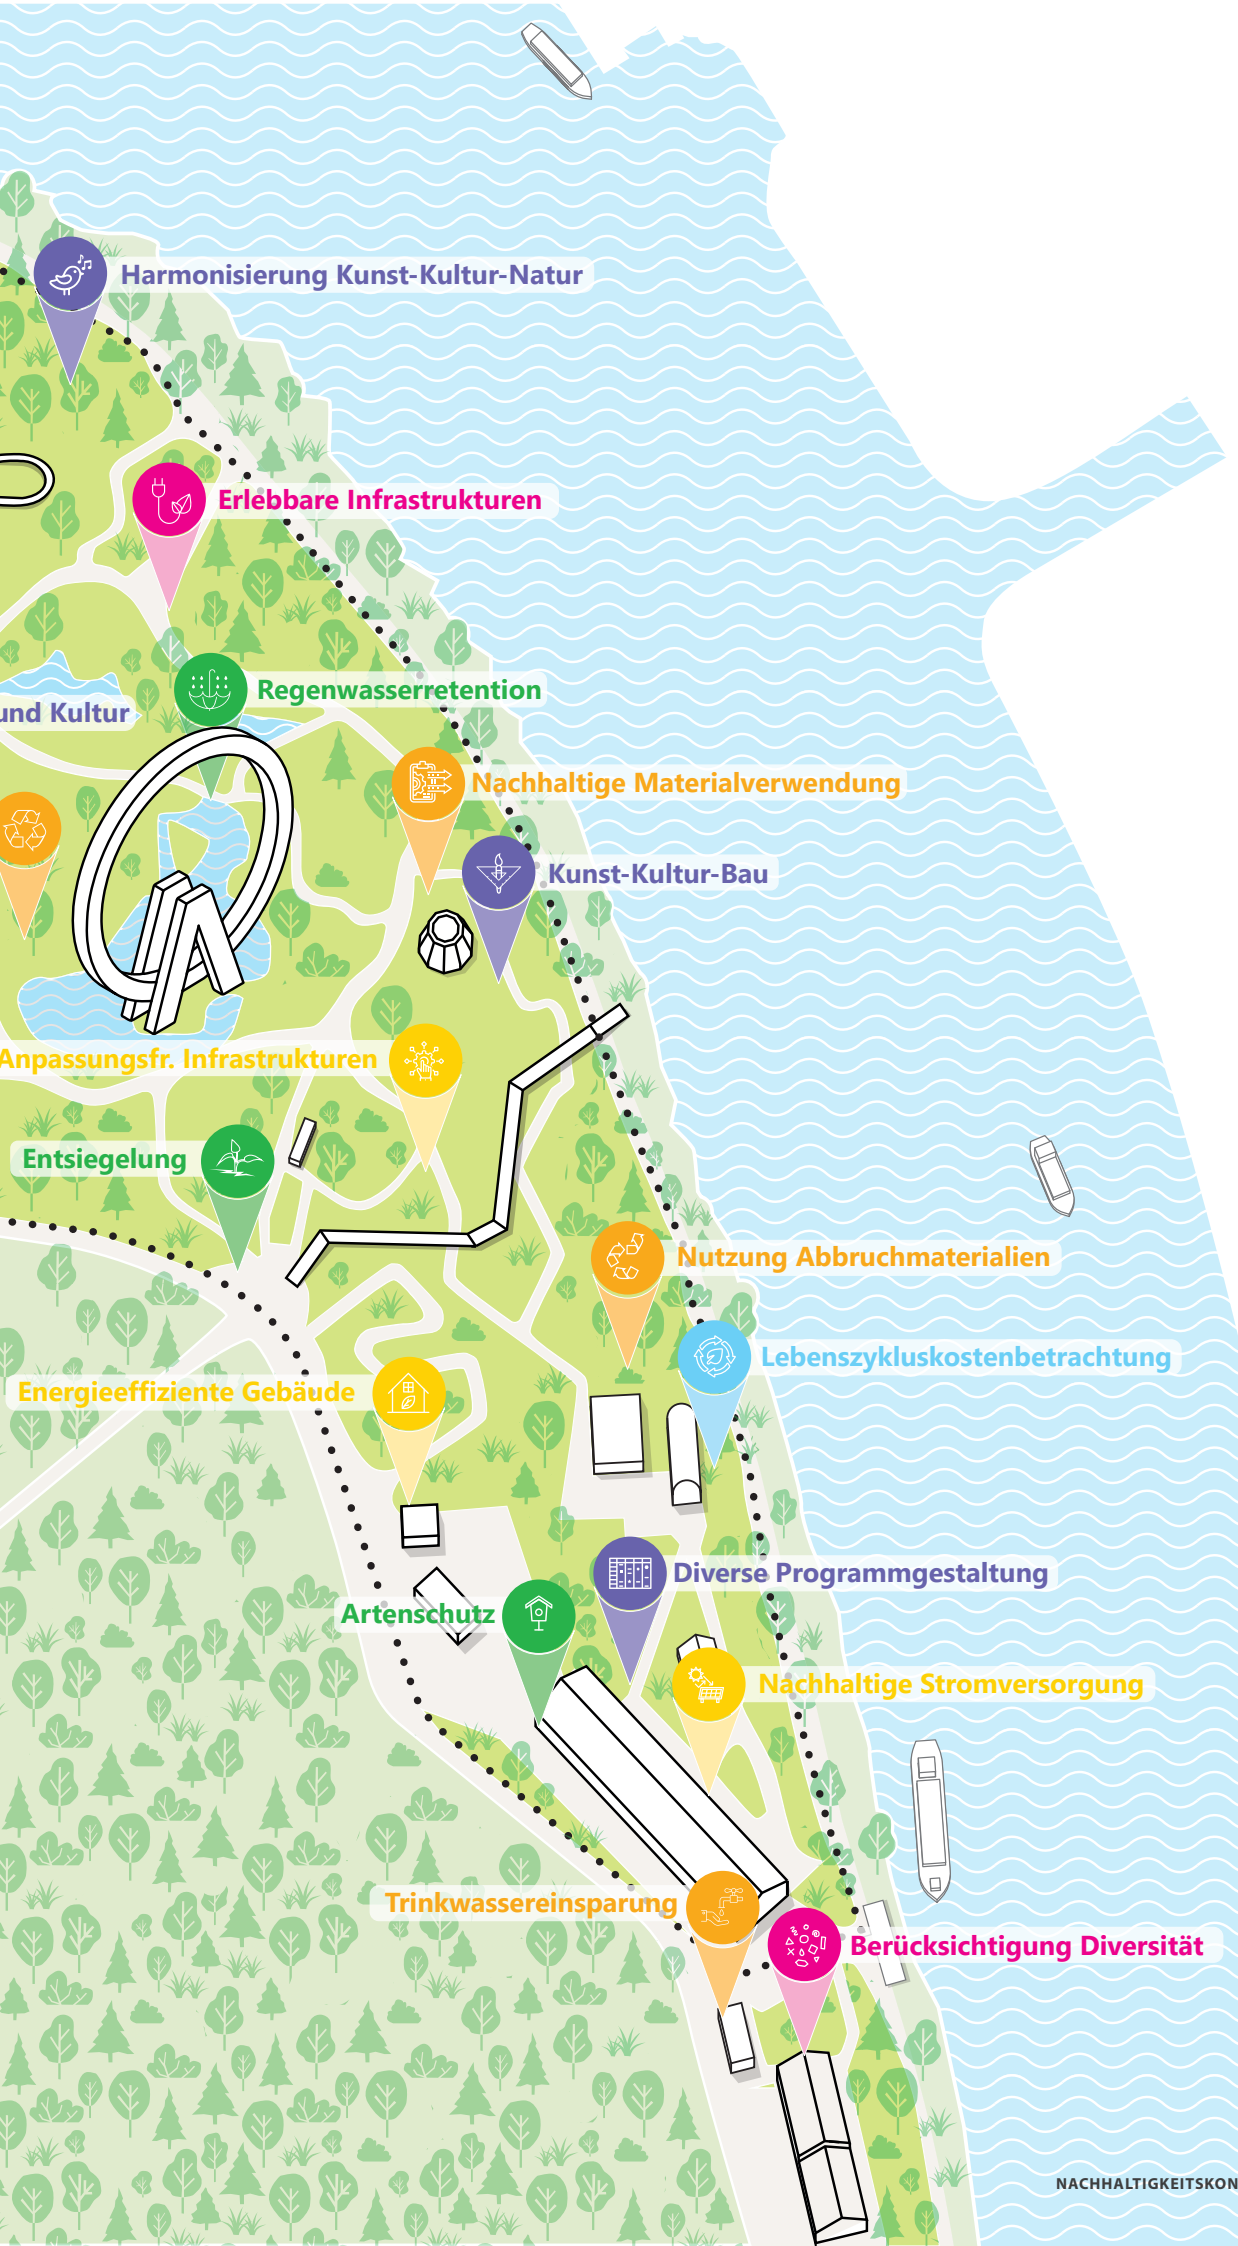 Harmonisierung Kunst-Kultur-Natur
Erlebbare Infrastrukturen
Regenwasserretention
und Kultur
Nachhaltige Materialverwendung
Kunst-Kultur-Bau
Anpassungsfr. Infrastrukturen
Entsiegelung
Nutzung Abbruchmaterialien
Lebenszykluskostenbetrachtung
Energieeffiziente Gebäude
Diverse Programmgestaltung
Artenschutz
Nachhaltige Stromversorgung
Trinkwassereinsparung
Berücksichtigung Diversität
NACHHALTIGKEITSKON